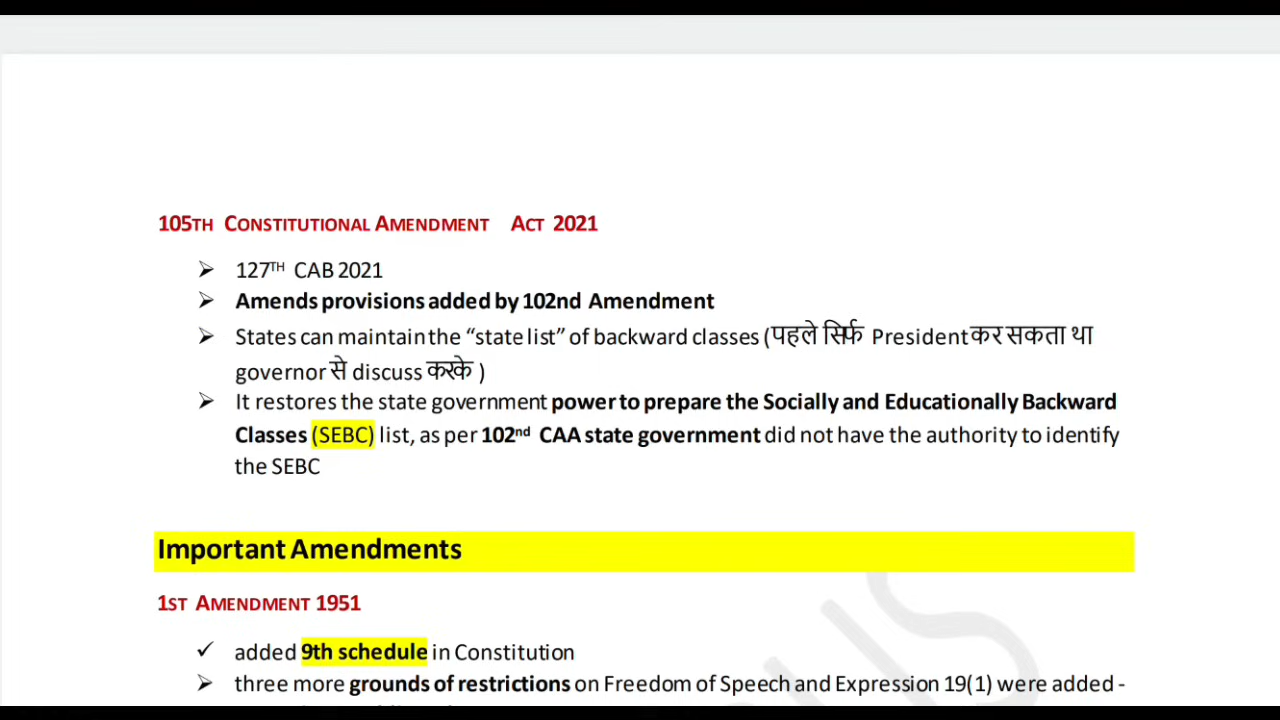 105TH CONSTITUTIONAL AMENDMENT ACT 2021
➢ 127TH CAB 2021
➢ Amends provisions added by 102nd Amendment
➢ States can maintain the “state list” of backward classes (पहले सिर्फ President कर सकता था
governor से discuss करके )
➢ It restores the state government power to prepare the Socially and Educationally Backward
Classes (SEBC) list, as per 102nd CAA state government did not have the authority to identify
the SEBC
Important Amendments
1ST AMENDMENT 1951
✓ added 9th schedule in Constitution
➢ three more grounds of restrictions on Freedom of Speech and Expression 19(1) were added -